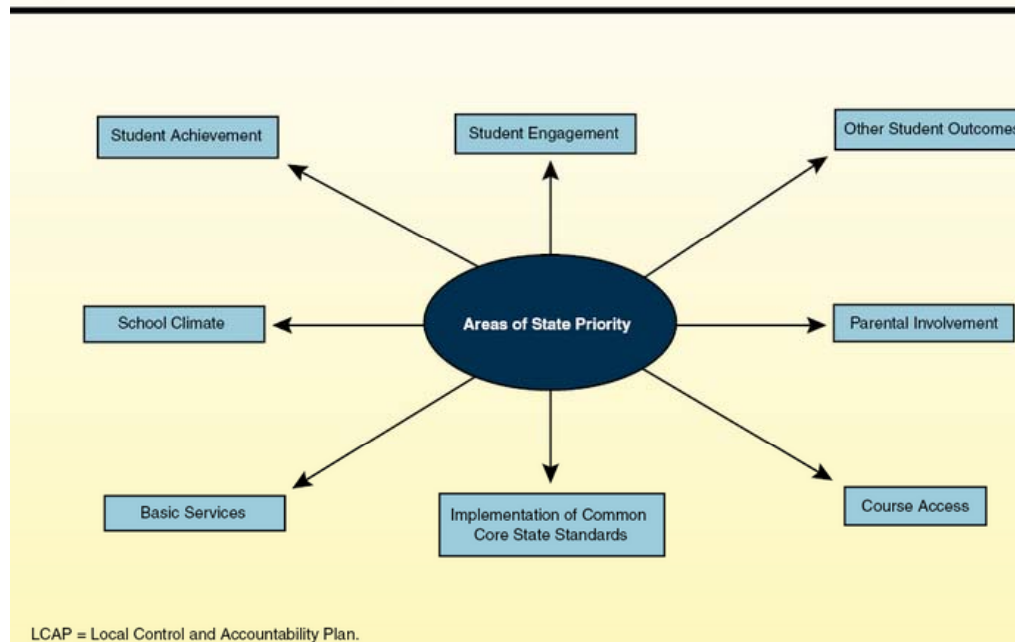 Student Achievement
Student Engagement
Other Student Outcomes
School Climate
Areas of State Priority
Parental Involvement
Basic Services
Implementation of Common
Core State Standards
Course Access
LCAP = Local Control and Accountability Plan.